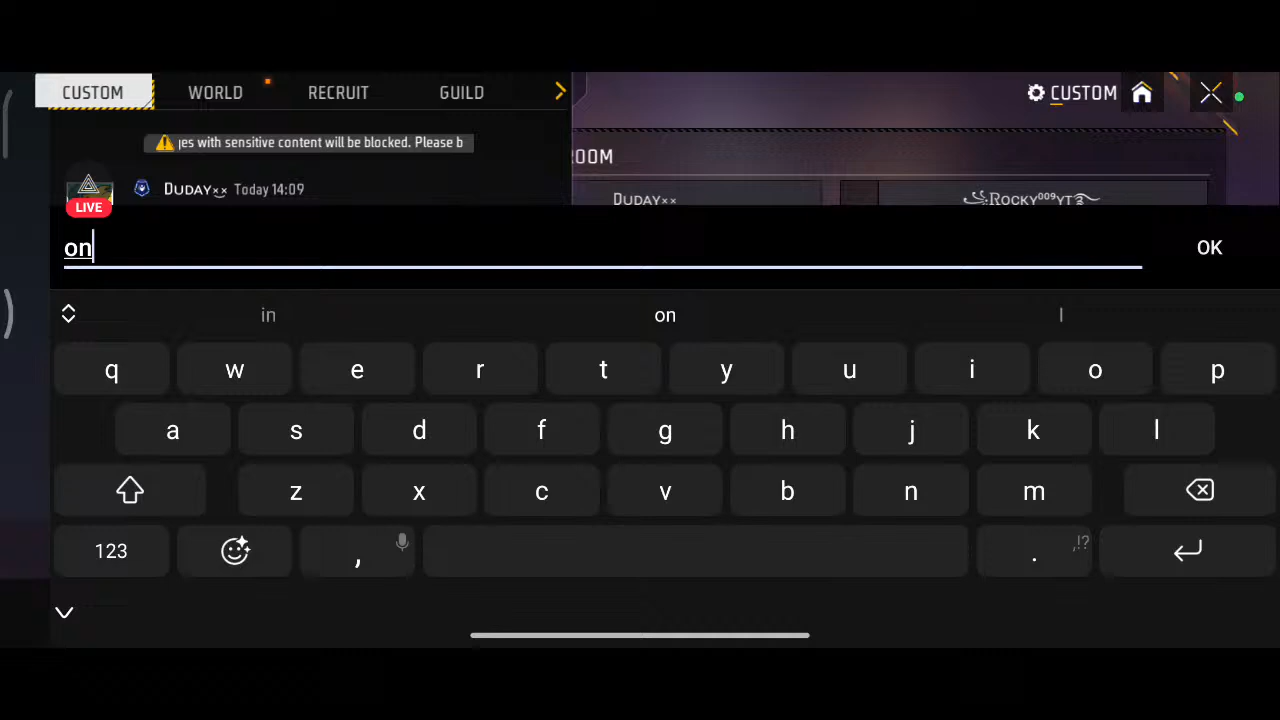 CUSTOM WORLD RECRUIT GUILD
CUSTOM
ges with sensitive content will be blocked. Please b
OOM
Duday×× Today 14:09
LIVE
Duday××
Rocky⁰⁰⁹YT
on
OK
in on I
q w e r t y u i o p
a s d f g h j k l
z x c v b n m
123 , . ,!?